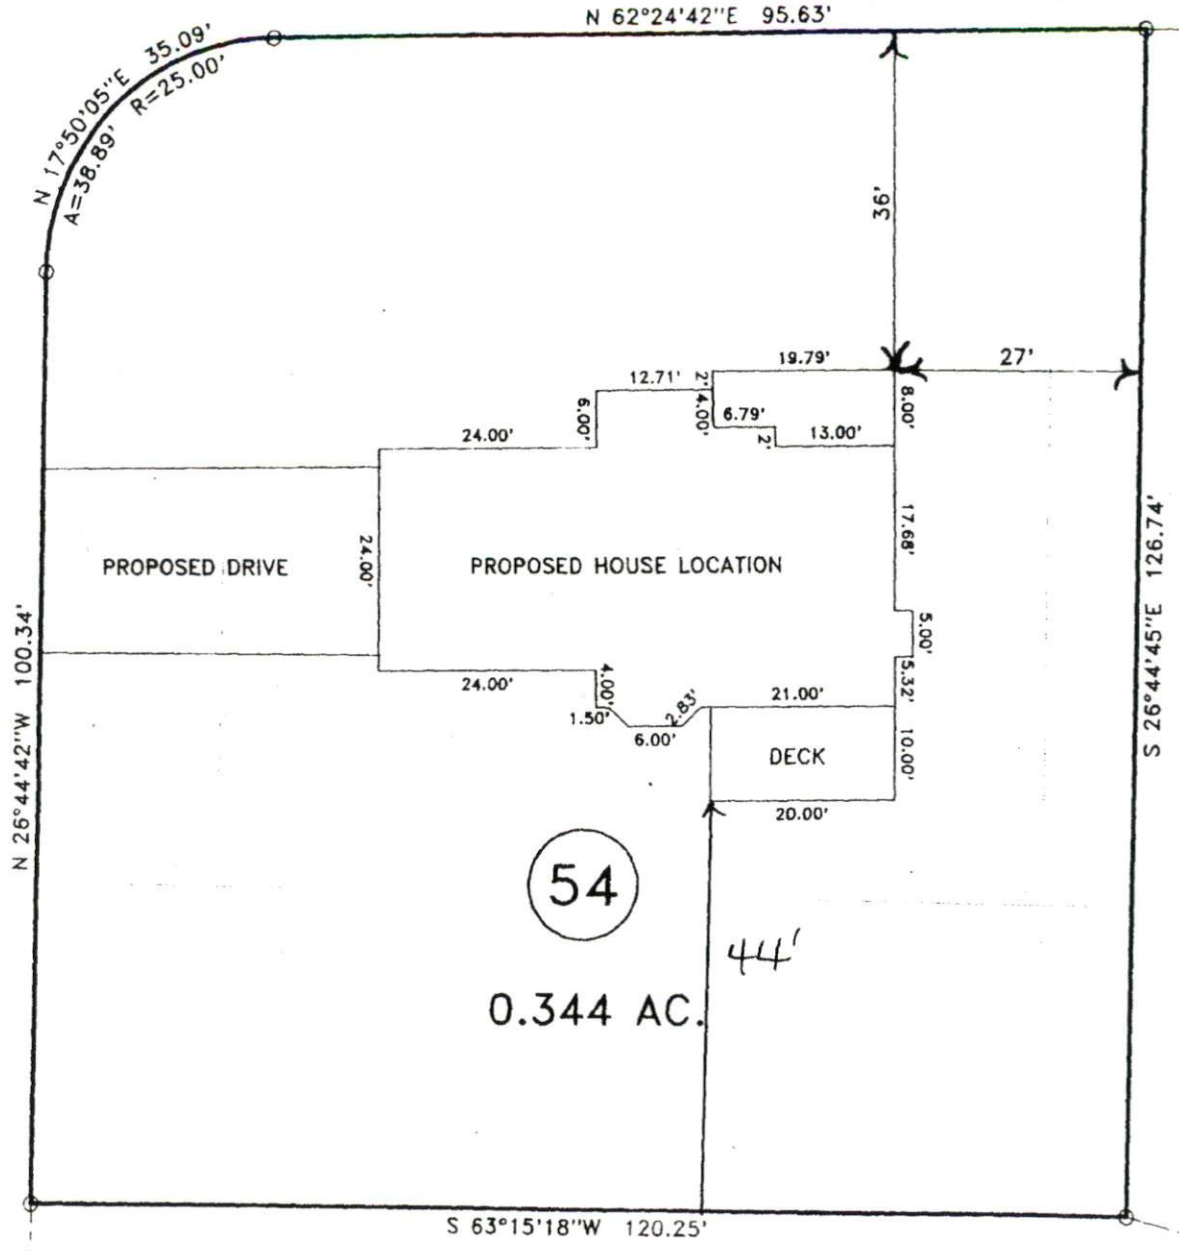 N 62°24'42"E 95.63'
N 17°50'05"E 35.09'
A=38.89' R=25.00'
36'
27'
19.79'
12.71'
2'
4.00'
8.00'
6.00'
6.79'
2'
13.00'
24.00'
17.68'
24.00'
PROPOSED DRIVE
PROPOSED HOUSE LOCATION
5.00'
5.32'
24.00'
4.00'
1.50'
6.00'
2.83'
21.00'
10.00'
DECK
20.00'
N 26°44'42"W 100.34'
S 26°44'45"E 126.74'
54
44'
0.344 AC.
S 63°15'18"W 120.25'